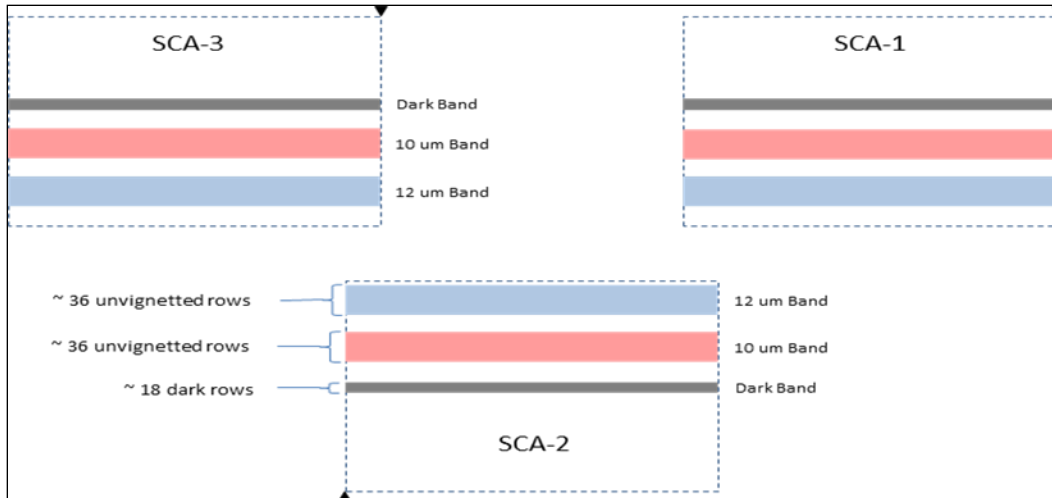 SCA-3
SCA-1
Dark Band
10 um Band
12 um Band
~ 36 unvignetted rows
12 um Band
~ 36 unvignetted rows
10 um Band
~ 18 dark rows
Dark Band
SCA-2